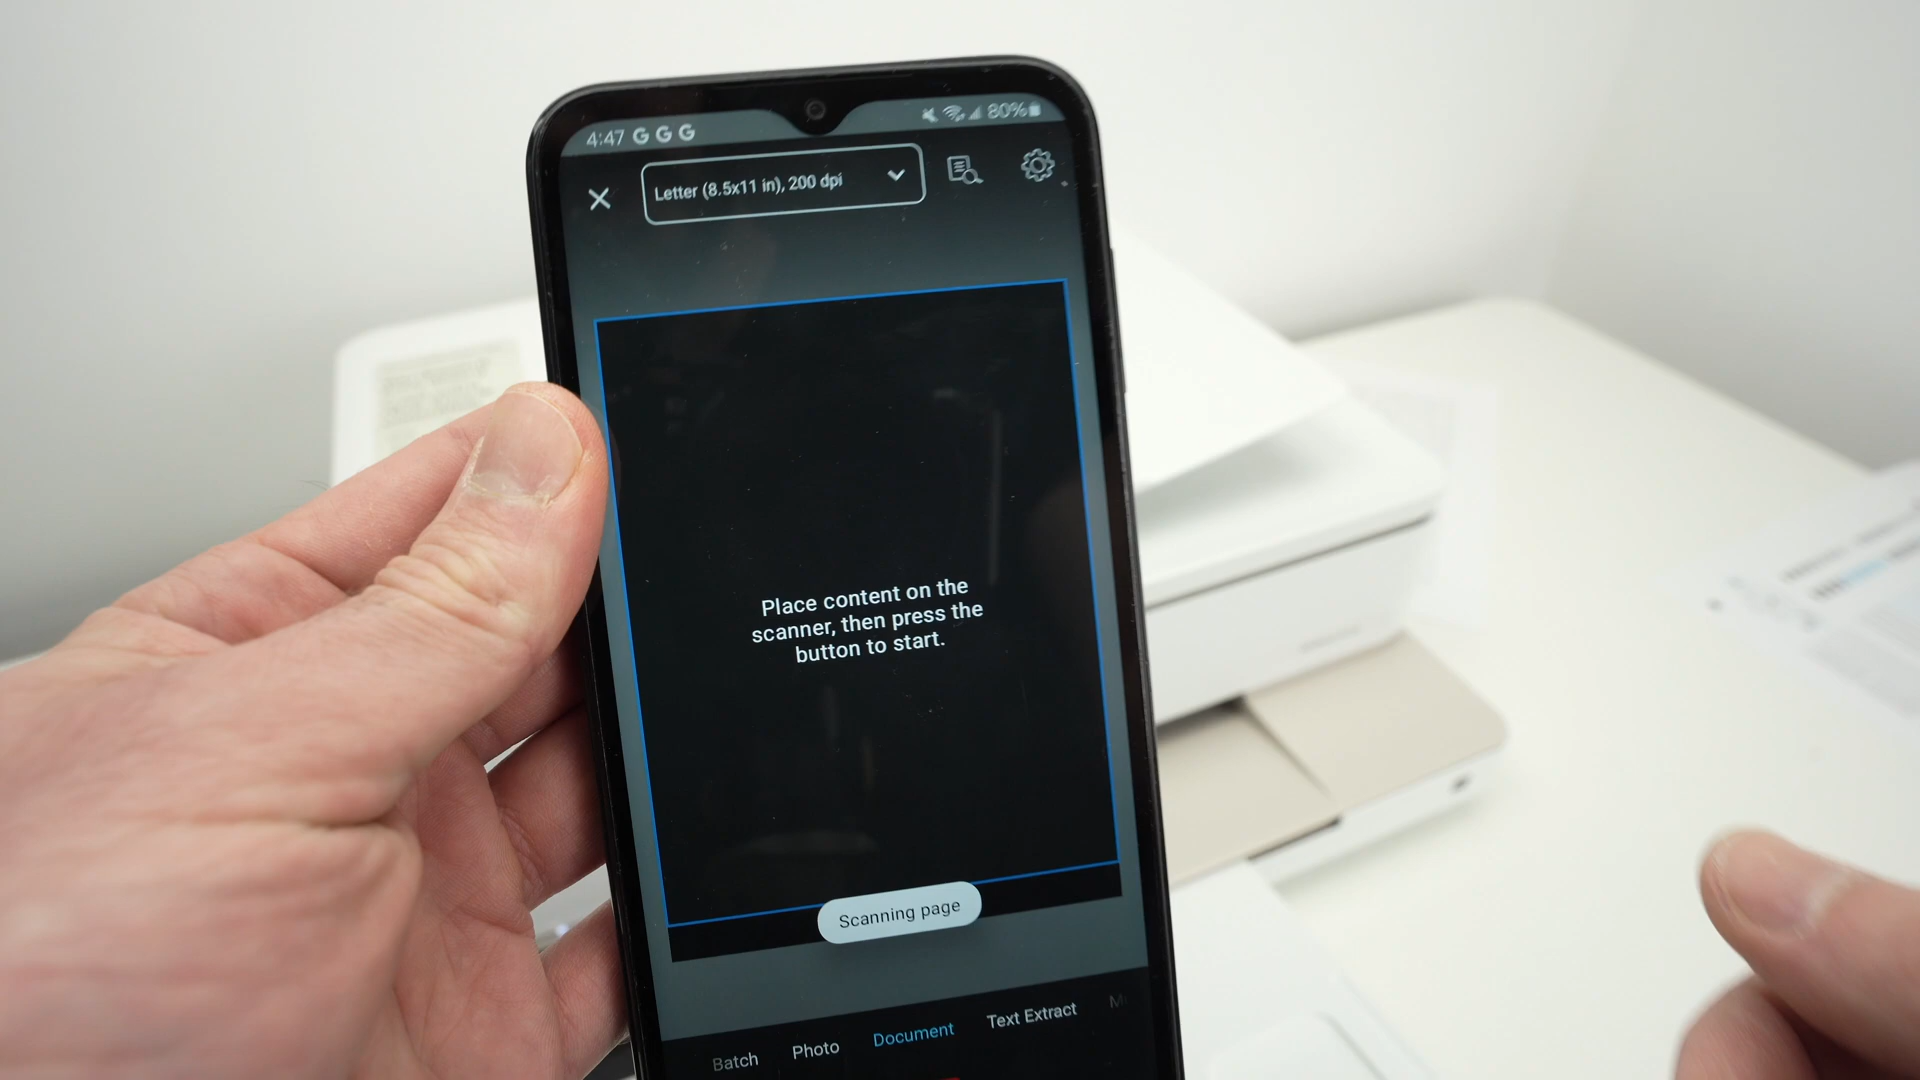 4:47 G G G 80%
Letter (8.5x11 in), 200 dpi
Place content on the
scanner, then press the
button to start.
Scanning page
Batch Photo Document Text Extract